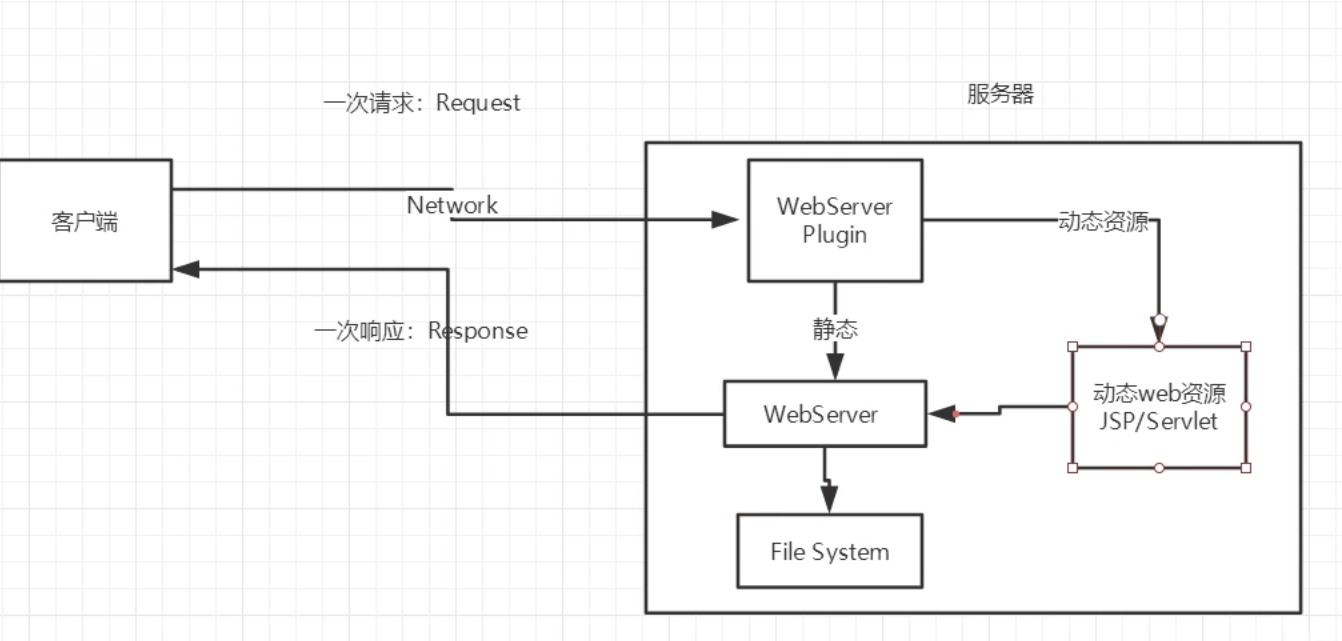 服务器
一次请求：Request
客户端
Network
WebServer
Plugin
动态资源
一次响应：Response
静态
动态web资源
JSP/Servlet
WebServer
File System